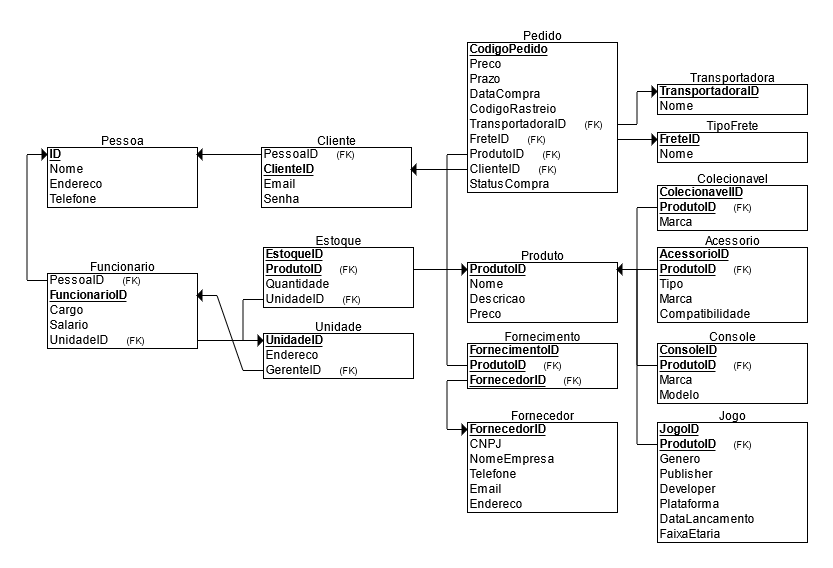 Pedido
CodigoPedido
Preco
Prazo
DataCompra
CodigoRastreio
TransportadoraID (FK)
FreteID (FK)
ProdutoID (FK)
ClienteID (FK)
StatusCompra
Transportadora
TransportadoraID
Nome
TipoFrete
FreteID
Nome
Pessoa
ID
Nome
Endereco
Telefone
Cliente
PessoaID (FK)
ClienteID
Email
Senha
Colecionavel
ColecionavelID
ProdutoID (FK)
Marca
Estoque
EstoqueID
ProdutoID (FK)
Quantidade
UnidadeID (FK)
Produto
ProdutoID
Nome
Descricao
Preco
Acessorio
AcessorioID
ProdutoID (FK)
Tipo
Marca
Compatibilidade
Funcionario
PessoaID (FK)
FuncionarioID
Cargo
Salario
UnidadeID (FK)
Unidade
UnidadeID
Endereco
GerenteID (FK)
Fornecimento
FornecimentoID
ProdutoID (FK)
FornecedorID (FK)
Console
ConsoleID
ProdutoID (FK)
Marca
Modelo
Fornecedor
FornecedorID
CNPJ
NomeEmpresa
Telefone
Email
Endereco
Jogo
JogoID
ProdutoID (FK)
Genero
Publisher
Developer
Plataforma
DataLancamento
FaixaEtaria